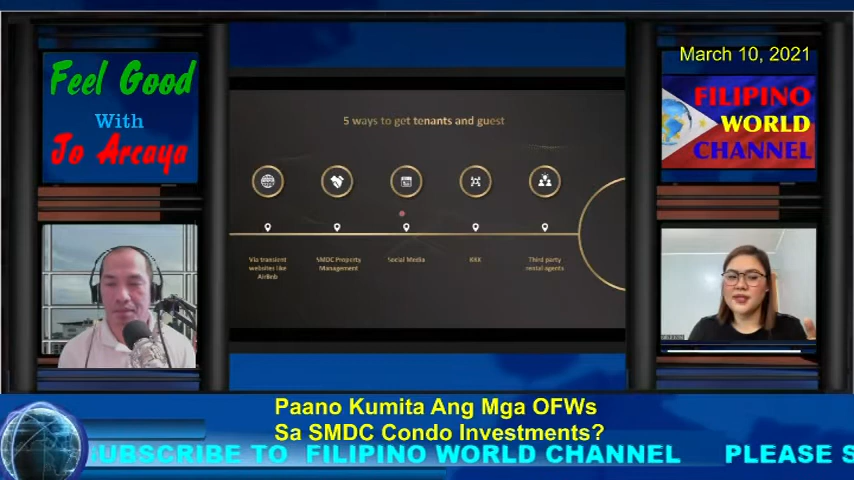 March 10, 2021
Feel Good
With
Jo Arcaya
FILIPINO
WORLD
CHANNEL
5 ways to get tenants and guest
Via transient
websites like
AirBnb
SMDC Property
Management
Social Media
Third party
rental agents
Paano Kumita Ang Mga OFWs
Sa SMDC Condo Investments?
SUBSCRIBE TO FILIPINO WORLD CHANNEL PLEASE S